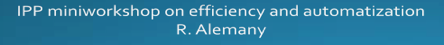 IPP miniworkshop on efficiency and automatization
R. Alemany